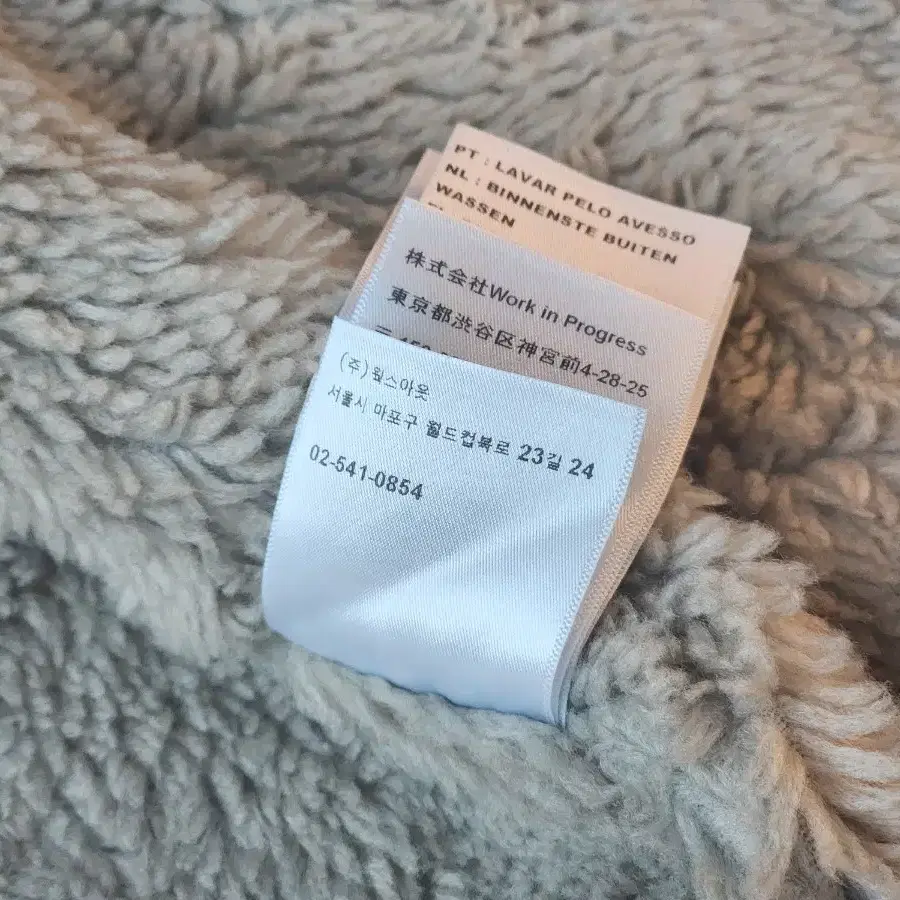 PT : LAVAR PELO AVESSO
NL : BINNENSTE BUITEN
WASSEN
株式会社Work in Progress
東京都渋谷区神宮前4-28-25
(주)웍스아웃
서울시 마포구 월드컵북로 23길 24
02-541-0854